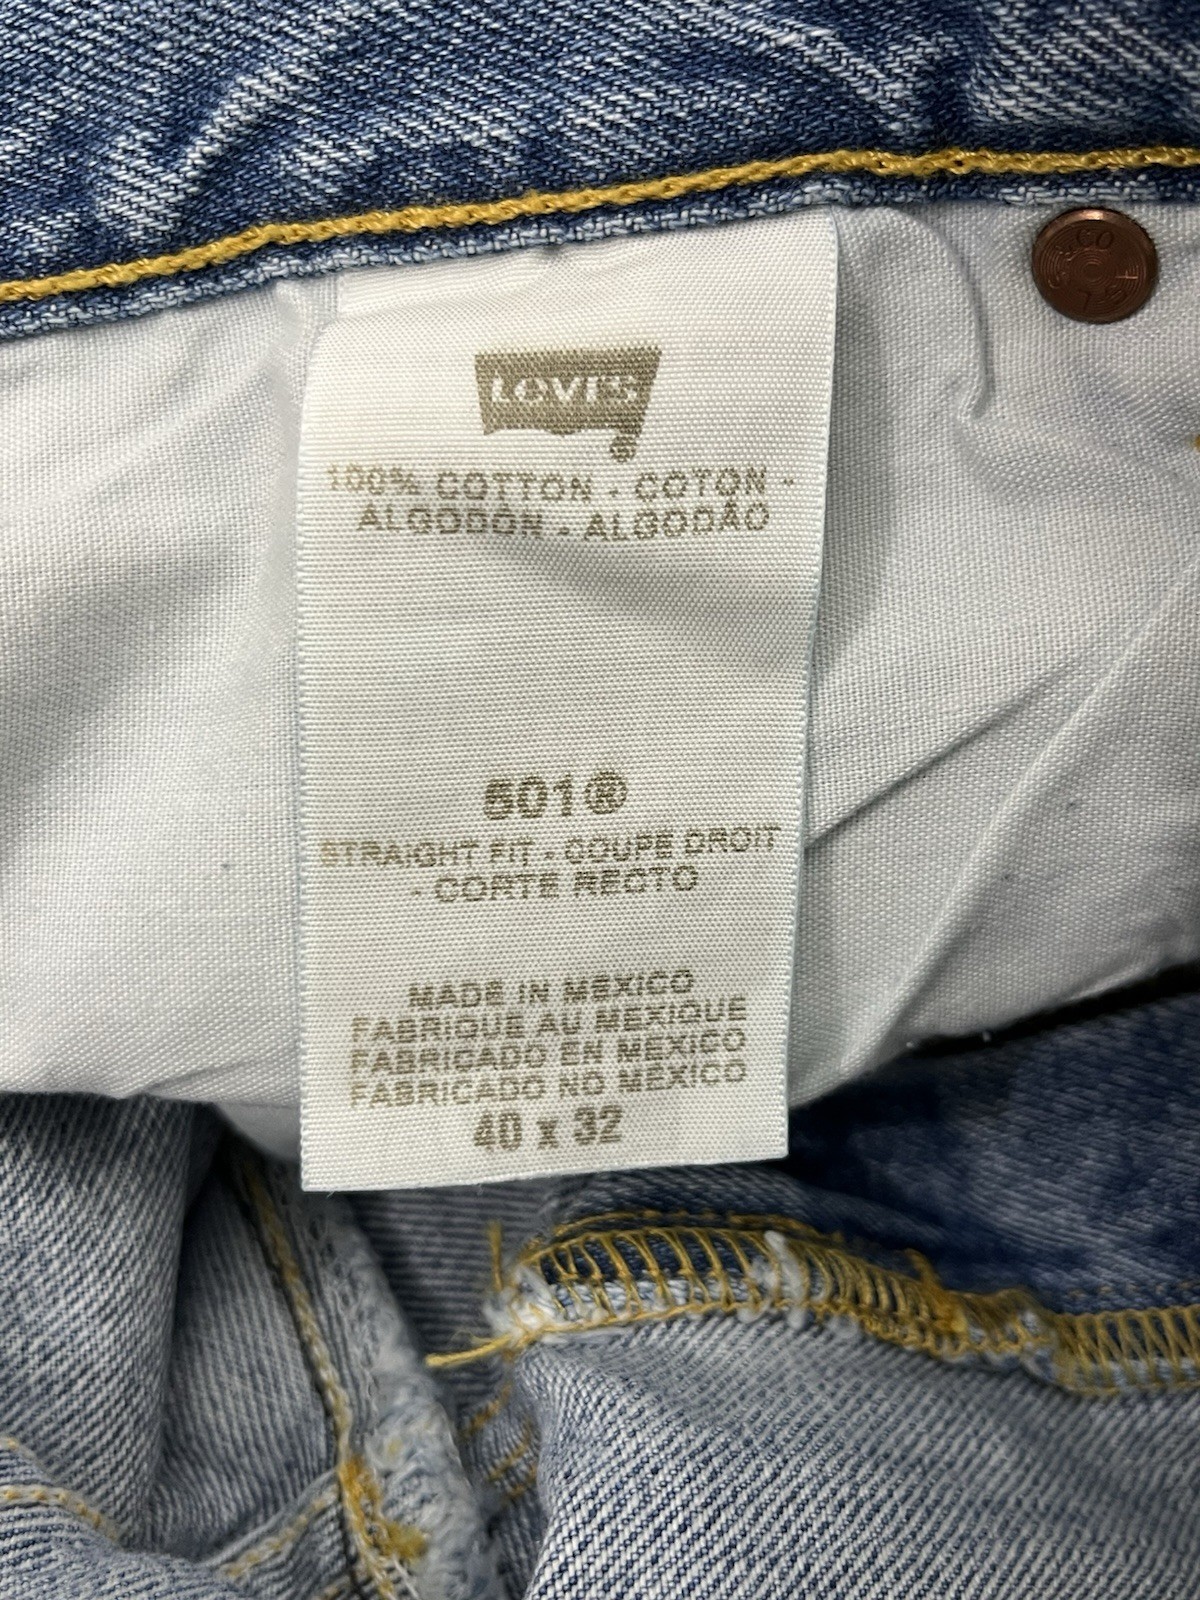 Levi's
®
100% COTTON - COTON -
ALGODÓN - ALGODÃO
501®
STRAIGHT FIT - COUPE DROIT
- CORTE RECTO
MADE IN MEXICO
FABRIQUE AU MEXIQUE
FABRICADO EN MEXICO
FABRICADO NO MEXICO
40 x 32